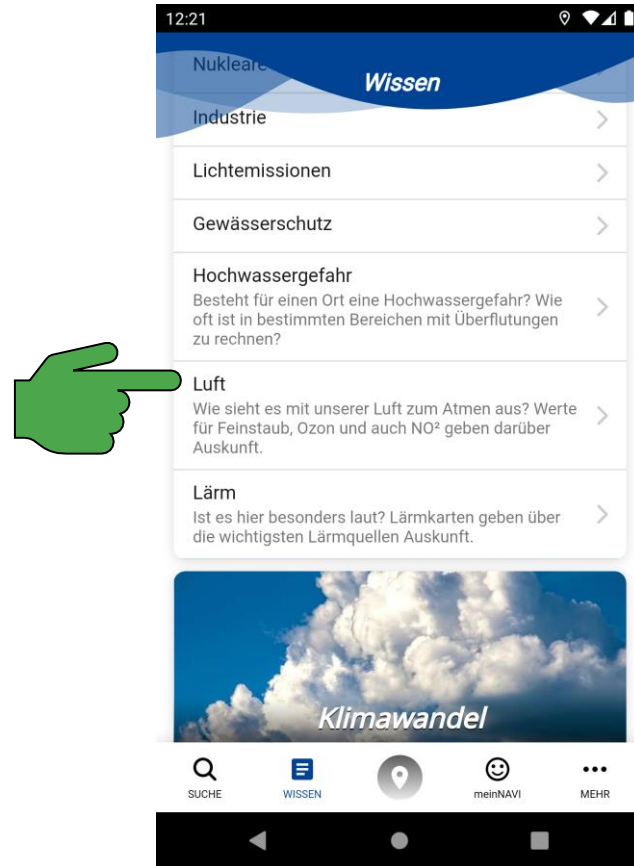 12:21
Nukleare
Wissen
Industrie
Lichtemissionen
Gewässerschutz
Hochwassergefahr
Besteht für einen Ort eine Hochwassergefahr? Wie
oft ist in bestimmten Bereichen mit Überflutungen
zu rechnen?
Luft
Wie sieht es mit unserer Luft zum Atmen aus? Werte
für Feinstaub, Ozon und auch NO² geben darüber
Auskunft.
Lärm
Ist es hier besonders laut? Lärmkarten geben über
die wichtigsten Lärmquellen Auskunft.
Klimawandel
SUCHE
WISSEN
meinNAVI
MEHR